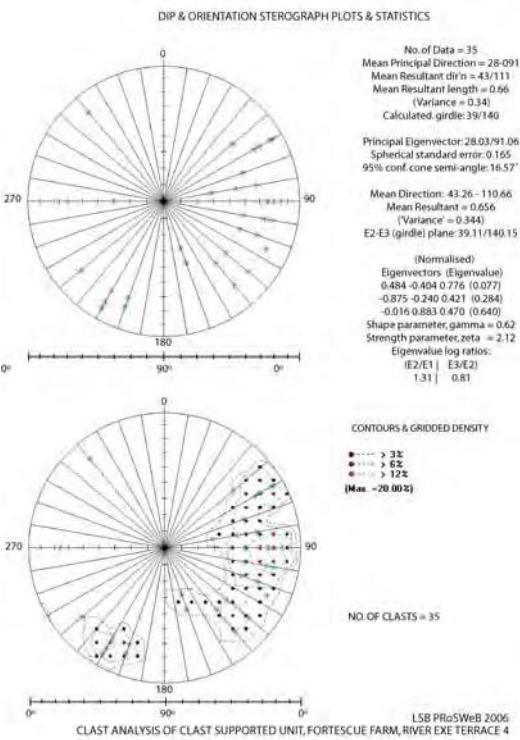 DIP & ORIENTATION STEROGRAPH PLOTS & STATISTICS
0
270
90
180
0°
90°
0°
No. of Data = 35
Mean Principal Direction = 28-091
Mean Resultant dir'n = 43/111
Mean Resultant length = 0.66
(Variance = 0.34)
Calculated. girdle: 39/140
Principal Eigenvector: 28.03/91.06
Spherical standard error: 0.165
95% conf. cone semi-angle: 16.57°
Mean Direction: 43.26 - 110.66
Mean Resultant = 0.656
('Variance' = 0.344)
E2-E3 (girdle) plane: 39.11/140.15
(Normalised)
Eigenvectors (Eigenvalue)
0.484 -0.404 0.776 (0.077)
-0.875 -0.240 0.421 (0.284)
-0.016 0.883 0.470 (0.640)
Shape parameter, gamma = 0.62
Strength parameter, zeta = 2.12
Eigenvalue log ratios:
(E2/E1 | E3/E2)
1.31 | 0.81
0
270
90
180
0°
90°
0°
CONTOURS & GRIDDED DENSITY
> 3%
> 6%
> 12%
(Max. =20.00%)
NO. OF CLASTS = 35
LSB PRoSWeB 2006
CLAST ANALYSIS OF CLAST SUPPORTED UNIT, FORTESCUE FARM, RIVER EXE TERRACE 4